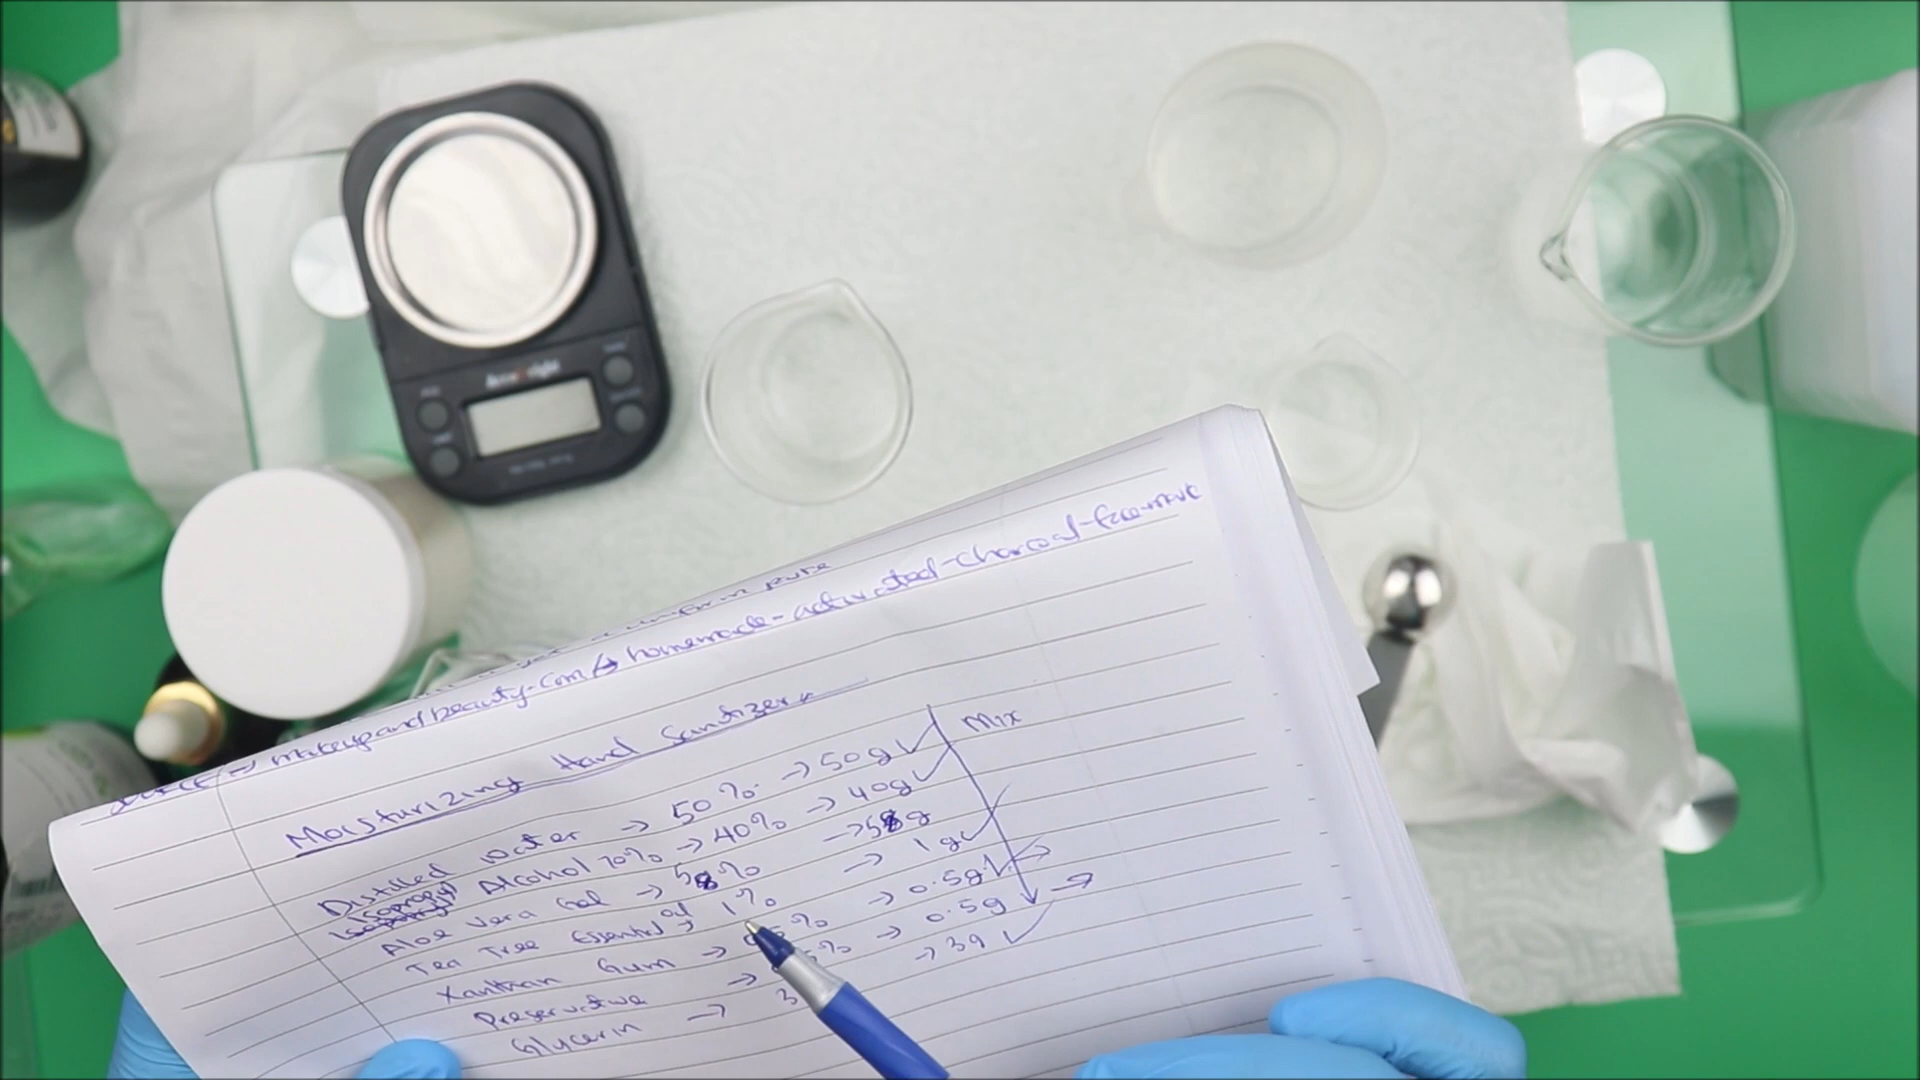 makeupandbeauty.com/homemade-activated-charcoal-face-mask
Moisturizing Hand Sanitizer
Mix
Distilled water → 50% → 50g
Isopropyl Alcohol 70% → 40% → 40g
Aloe vera Gel → 5% → 5g
Tea Tree Essential oil 1% → 1g
Xanthan Gum → → 0.5g
Preservative → → 0.5g
Glycerin → 3 → 3g